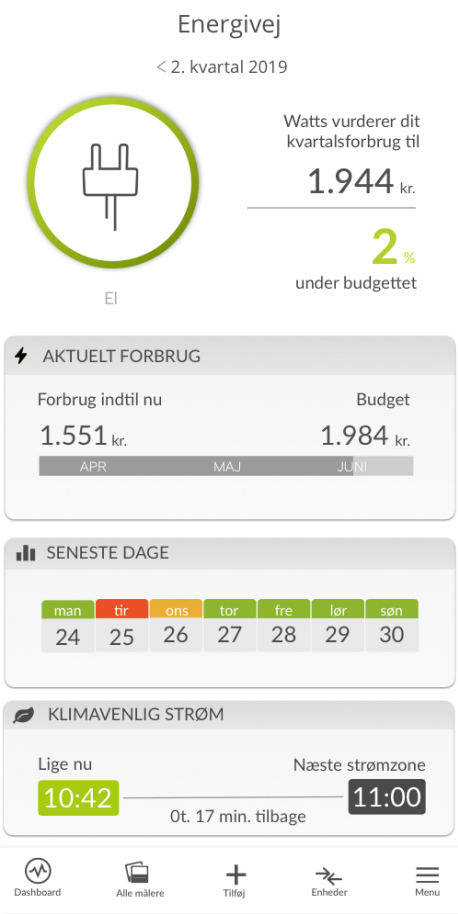 Energivej
< 2. kvartal 2019
Watts vurderer dit
kvartalsforbrug til
1.944 kr.
2 %
under budgettet
El
AKTUELT FORBRUG
Forbrug indtil nu Budget
1.551 kr. 1.984 kr.
APR MAJ JUNI
SENESTE DAGE
man tir ons tor fre lør søn
24 25 26 27 28 29 30
KLIMAVENLIG STRØM
Lige nu Næste strømzone
10:42 11:00
0t. 17 min. tilbage
Dashboard Alle målere Tilføj Enheder Menu